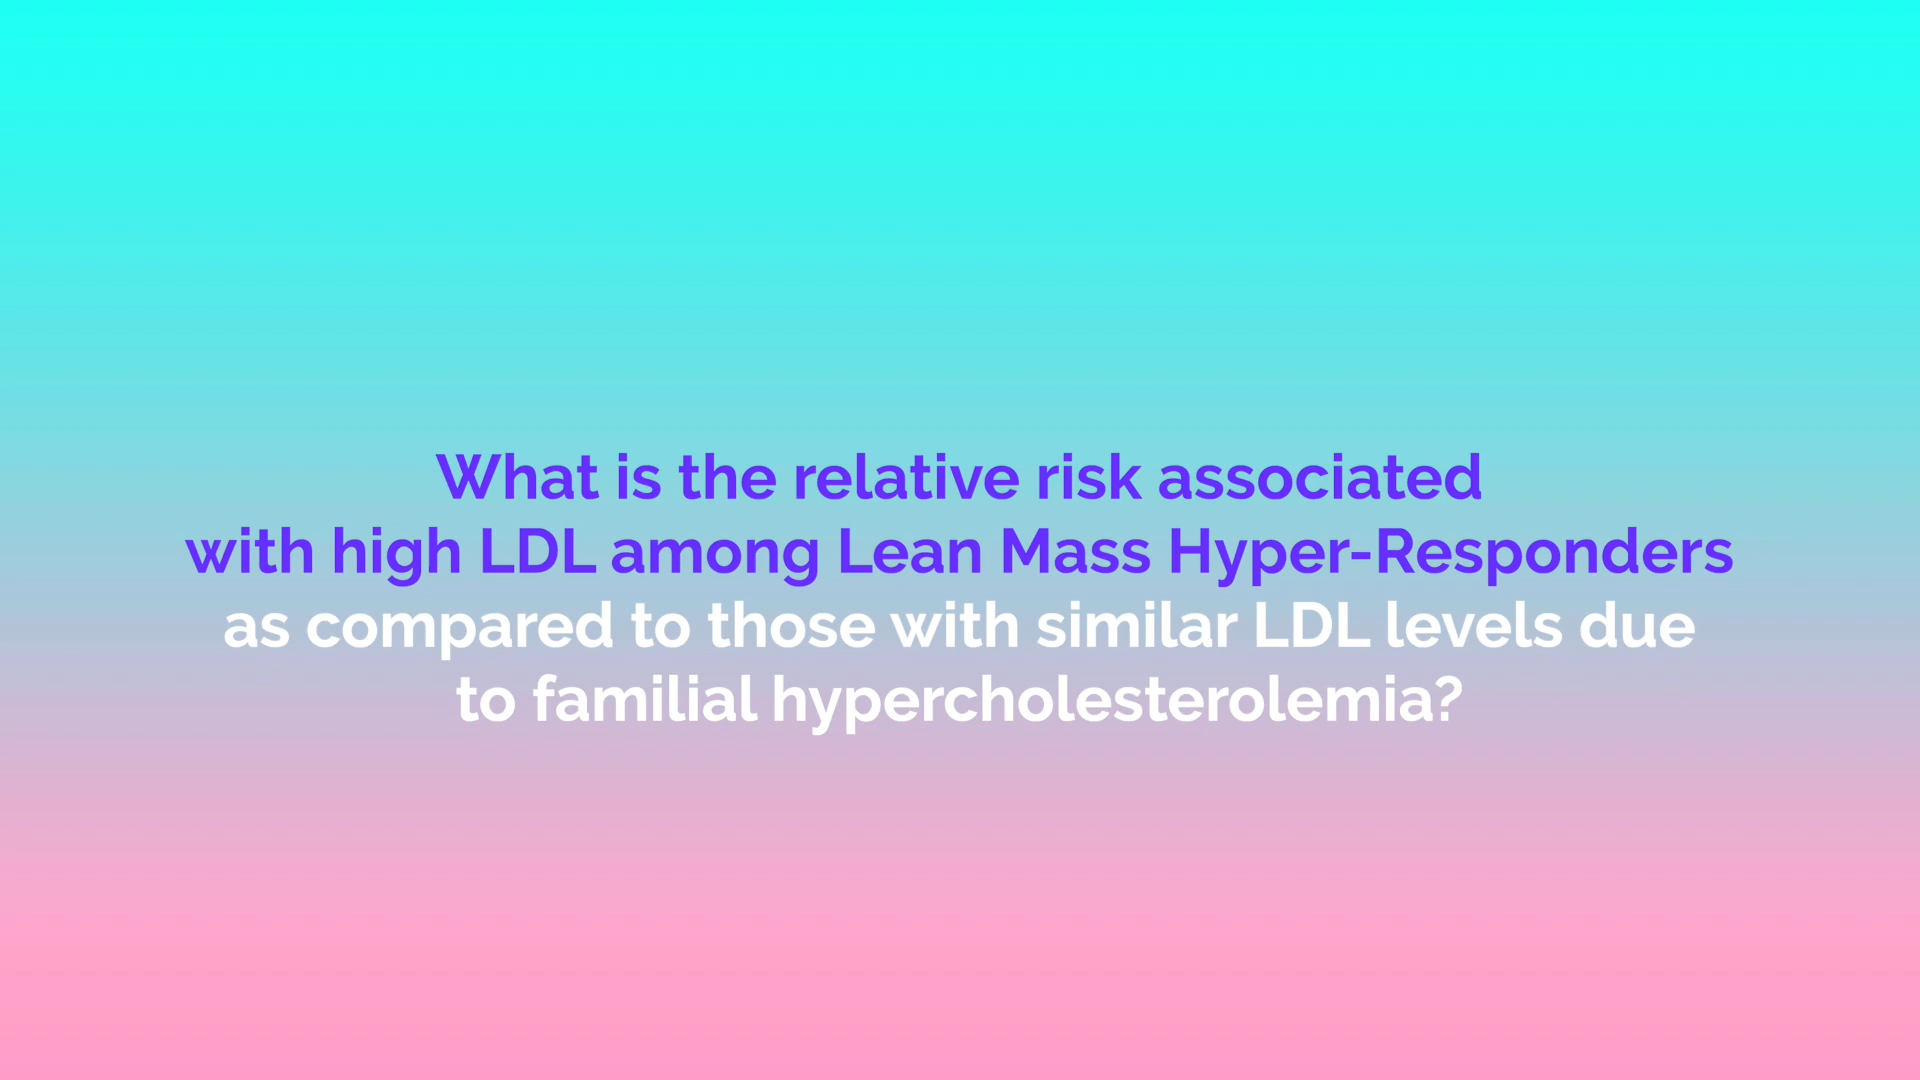 What is the relative risk associated
with high LDL among Lean Mass Hyper-Responders
as compared to those with similar LDL levels due
to familial hypercholesterolemia?